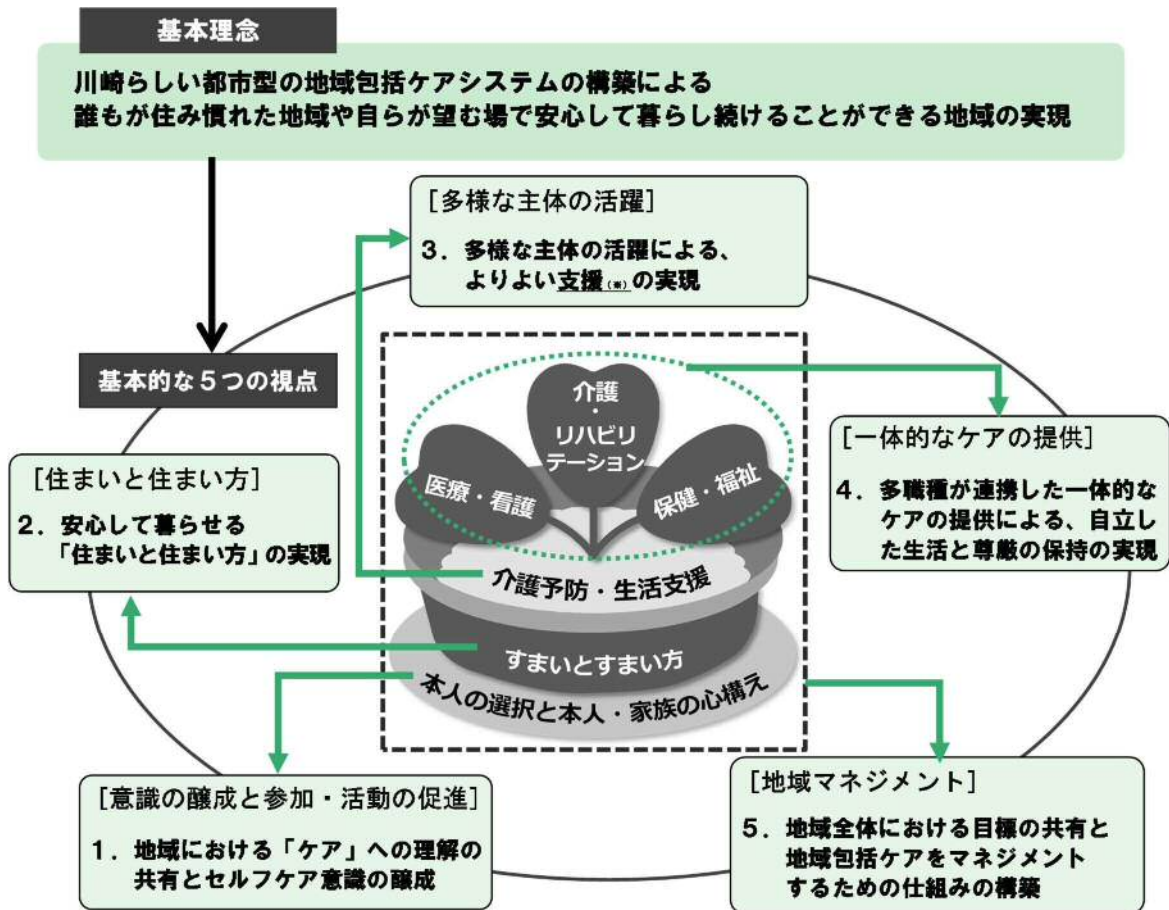 基本理念
川崎らしい都市型の地域包括ケアシステムの構築による
誰もが住み慣れた地域や自らが望む場で安心して暮らし続けることができる地域の実現
[多様な主体の活躍]
３．多様な主体の活躍による、
よりよい支援(※)の実現
基本的な５つの視点
介護
・
リハビリ
テーション
医療・看護
保健・福祉
介護予防・生活支援
すまいとすまい方
本人の選択と本人・家族の心構え
[一体的なケアの提供]
４．多職種が連携した一体的な
ケアの提供による、自立し
た生活と尊厳の保持の実現
[住まいと住まい方]
２．安心して暮らせる
「住まいと住まい方」の実現
[意識の醸成と参加・活動の促進]
１．地域における「ケア」への理解の
共有とセルフケア意識の醸成
[地域マネジメント]
５．地域全体における目標の共有と
地域包括ケアをマネジメント
するための仕組みの構築